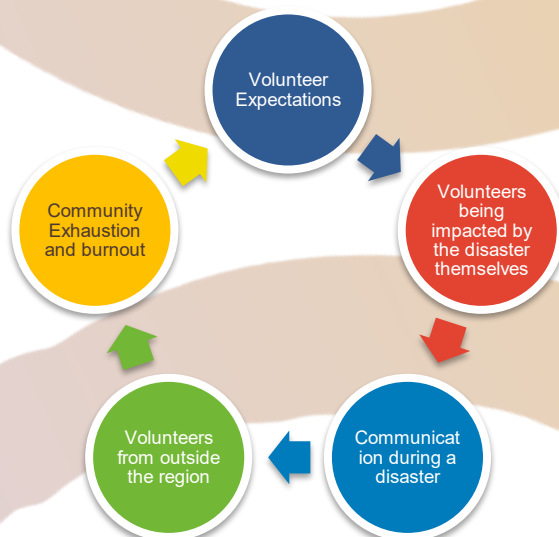 Volunteer
Expectations
Volunteers
being
impacted by
the disaster
themselves
Communicat
ion during a
disaster
Volunteers
from outside
the region
Community
Exhaustion
and burnout